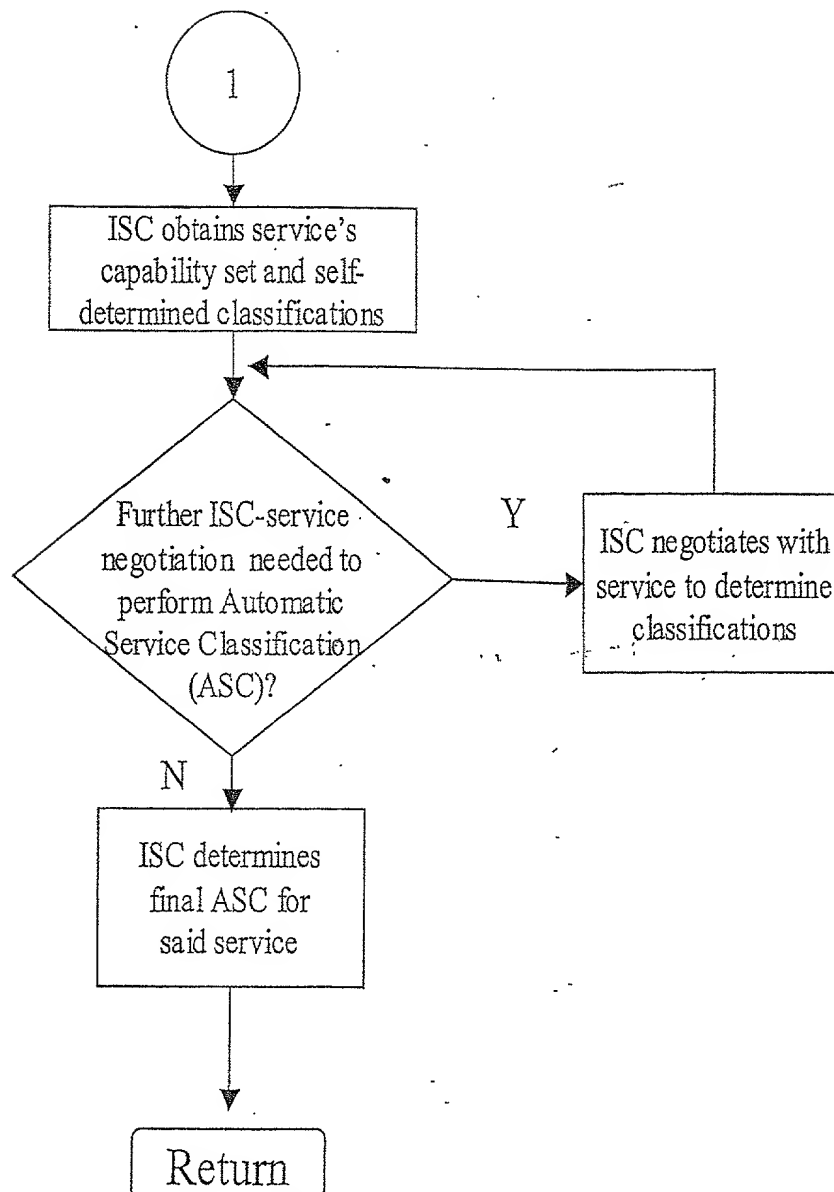 1
ISC obtains service's
capability set and self-
determined classifications
Further ISC-service
negotiation needed to
perform Automatic
Service Classification
(ASC)?
Y
ISC negotiates with
service to determine
classifications
N
ISC determines
final ASC for
said service
Return